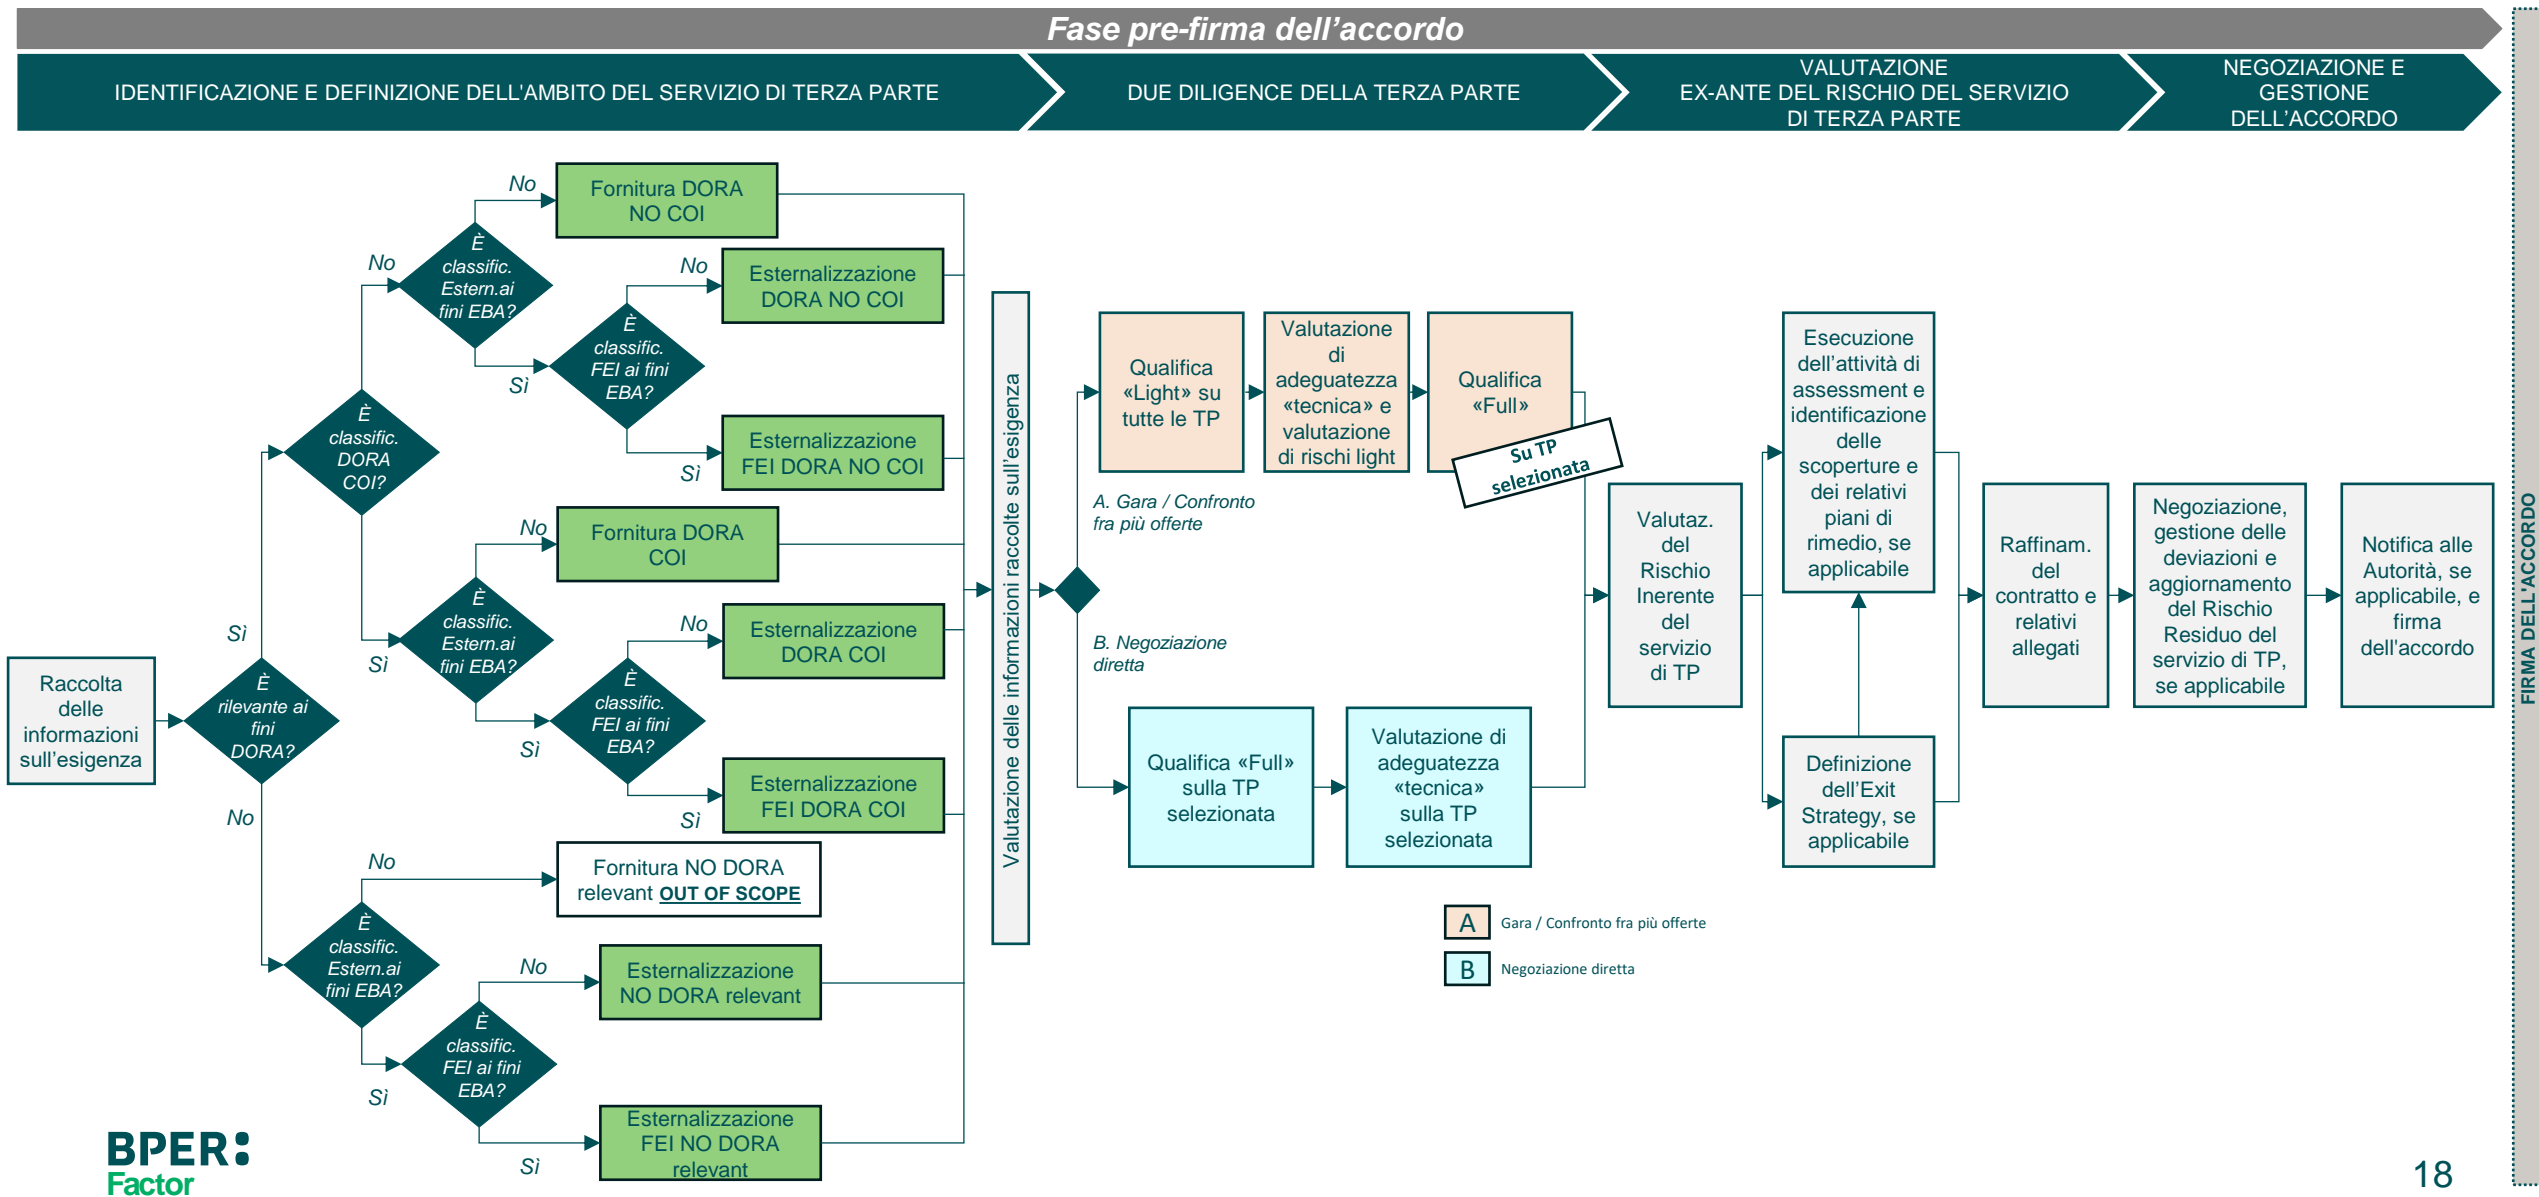 Fase pre-firma dell'accordo
IDENTIFICAZIONE E DEFINIZIONE DELL'AMBITO DEL SERVIZIO DI TERZA PARTE
DUE DILIGENCE DELLA TERZA PARTE
VALUTAZIONE
EX-ANTE DEL RISCHIO DEL SERVIZIO
DI TERZA PARTE
NEGOZIAZIONE E
GESTIONE
DELL'ACCORDO
Raccolta
delle
informazioni
sull'esigenza
È
rilevante ai
fini
DORA?
Sì
No
È
classific.
DORA
COI?
No
Sì
È
classific.
Estern.ai
fini EBA?
No
Sì
Fornitura DORA
NO COI
È
classific.
FEI ai fini
EBA?
No
Sì
Esternalizzazione
DORA NO COI
Esternalizzazione
FEI DORA NO COI
È
classific.
Estern.ai
fini EBA?
No
Sì
Fornitura DORA
COI
È
classific.
FEI ai fini
EBA?
No
Sì
Esternalizzazione
DORA COI
Esternalizzazione
FEI DORA COI
È
classific.
Estern.ai
fini EBA?
No
Sì
Fornitura NO DORA
relevant OUT OF SCOPE
È
classific.
FEI ai fini
EBA?
No
Sì
Esternalizzazione
NO DORA relevant
Esternalizzazione
FEI NO DORA
relevant
Valutazione delle informazioni raccolte sull'esigenza
A. Gara / Confronto
fra più offerte
Qualifica
«Light» su
tutte le TP
Valutazione
di
adeguatezza
«tecnica» e
valutazione
di rischi light
Qualifica
«Full»
Su TP
selezionata
B. Negoziazione
diretta
Qualifica «Full»
sulla TP
selezionata
Valutazione di
adeguatezza
«tecnica»
sulla TP
selezionata
Valutaz.
del
Rischio
Inerente
del
servizio
di TP
Esecuzione
dell'attività di
assessment e
identificazione
delle
scoperture e
dei relativi
piani di
rimedio, se
applicabile
Definizione
dell'Exit
Strategy, se
applicabile
Raffinam.
del
contratto e
relativi
allegati
Negoziazione,
gestione delle
deviazioni e
aggiornamento
del Rischio
Residuo del
servizio di TP,
se applicabile
Notifica alle
Autorità, se
applicabile, e
firma
dell'accordo
FIRMA DELL'ACCORDO
A
Gara / Confronto fra più offerte
B
Negoziazione diretta
BPER:
Factor
18